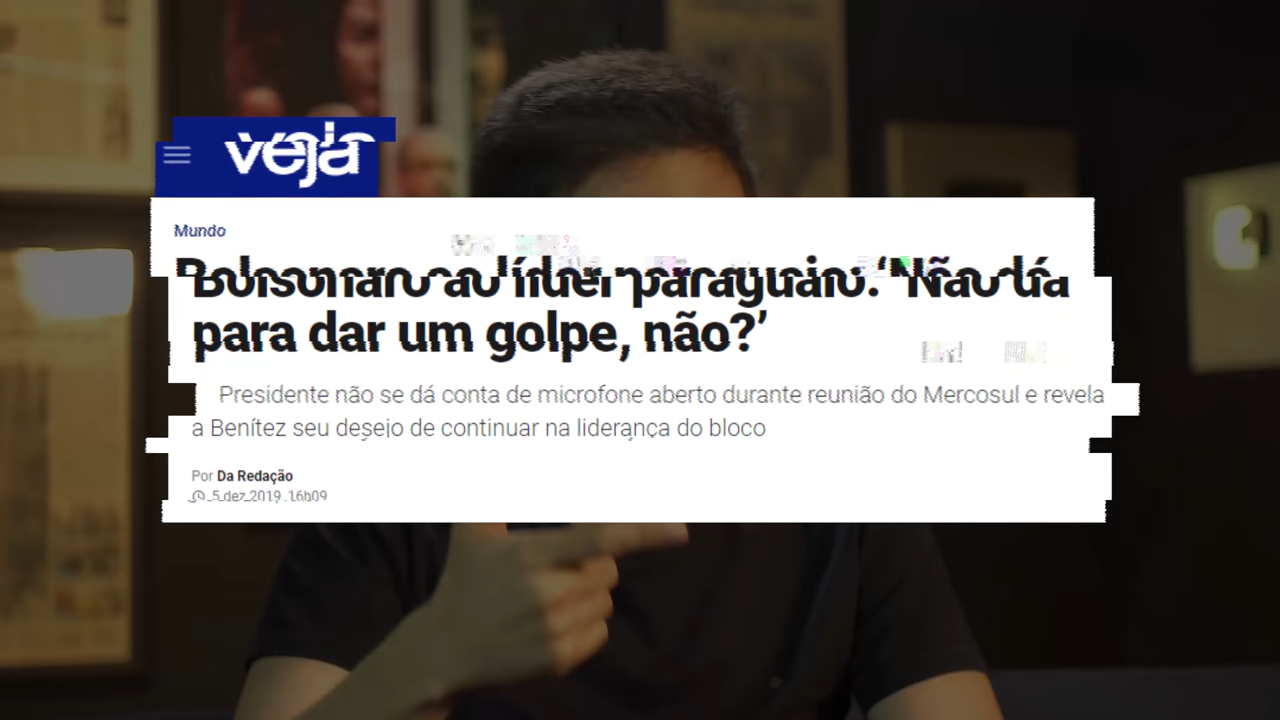 veja
Mundo
Bolsonaro ao líder paraguaio: ‘Não dá
para dar um golpe, não?’
Presidente não se dá conta de microfone aberto durante reunião do Mercosul e revela
a Benítez seu desejo de continuar na liderança do bloco
Por Da Redação
5 dez 2019, 16h09